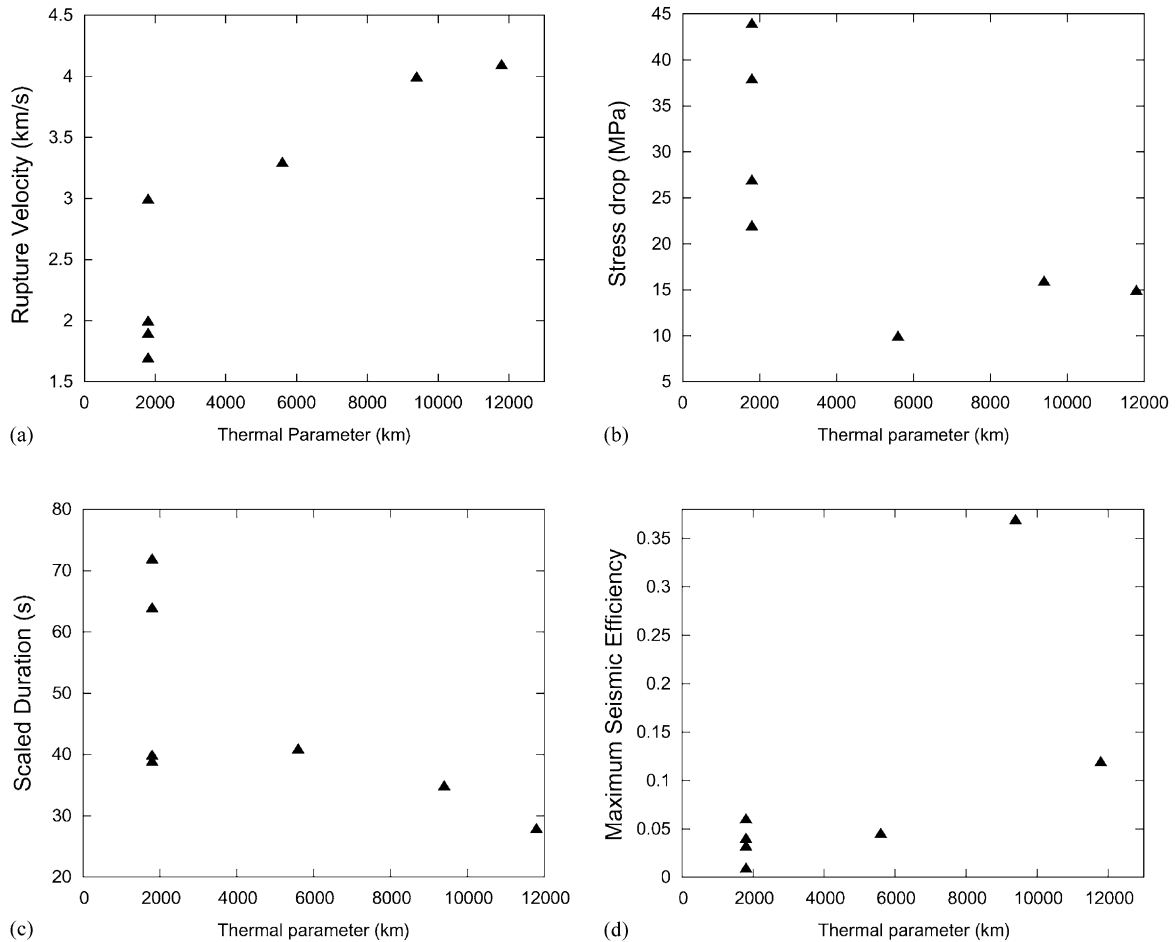 4.5
4
3.5
3
2.5
2
1.5
Rupture Velocity (km/s)
0 2000 4000 6000 8000 10000 12000
Thermal Parameter (km)
(a)
45
40
35
30
25
20
15
10
5
Stress drop (MPa)
0 2000 4000 6000 8000 10000 12000
Thermal parameter (km)
(b)
80
70
60
50
40
30
20
Scaled Duration (s)
0 2000 4000 6000 8000 10000 12000
Thermal parameter (km)
(c)
0.35
0.3
0.25
0.2
0.15
0.1
0.05
0
Maximum Seismic Efficiency
0 2000 4000 6000 8000 10000 12000
Thermal parameter (km)
(d)